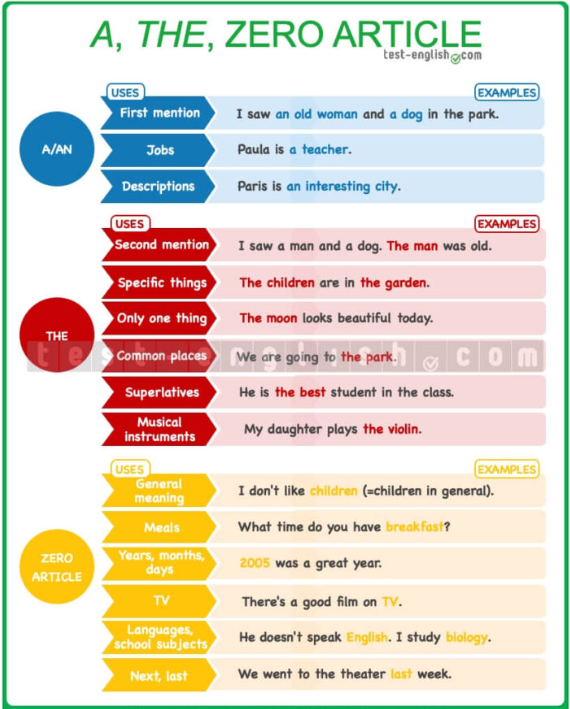 A, THE, ZERO ARTICLE
test-english.com
USES
EXAMPLES
A/AN
First mention
I saw an old woman and a dog in the park.
Jobs
Paula is a teacher.
Descriptions
Paris is an interesting city.
USES
EXAMPLES
THE
Second mention
I saw a man and a dog. The man was old.
Specific things
The children are in the garden.
Only one thing
The moon looks beautiful today.
Common places
We are going to the park.
test-english.com
Superlatives
He is the best student in the class.
Musical
instruments
My daughter plays the violin.
USES
EXAMPLES
ZERO
ARTICLE
General
meaning
I don't like children (=children in general).
Meals
What time do you have breakfast?
Years, months,
days
2005 was a great year.
TV
There's a good film on TV.
Languages,
school subjects
He doesn't speak English. I study biology.
Next, last
We went to the theater last week.